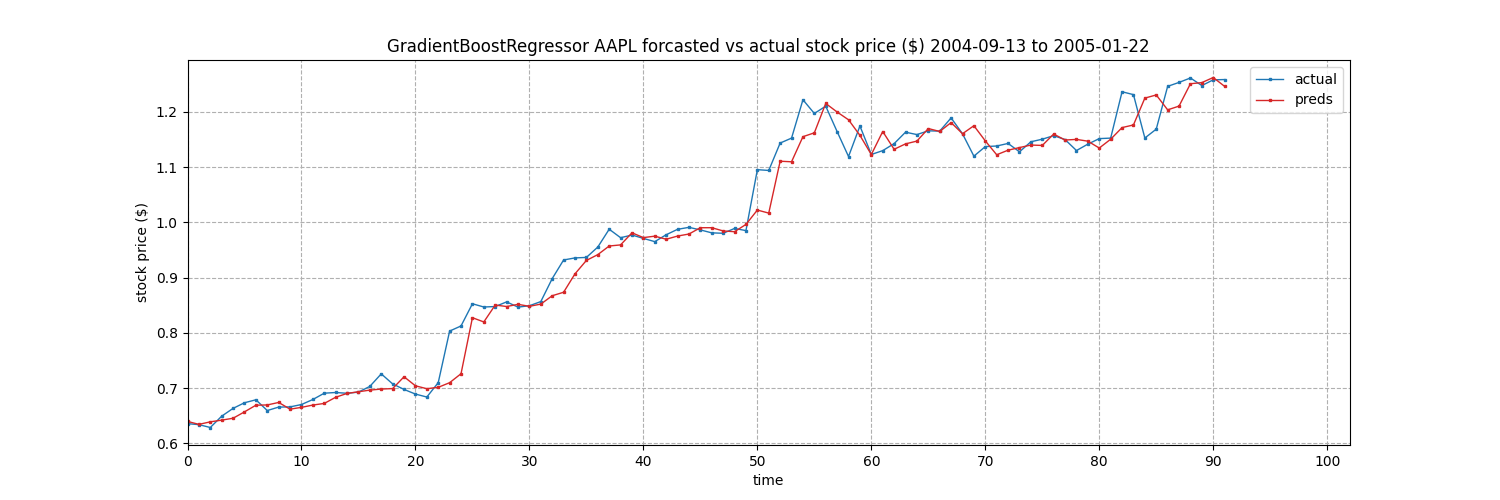 GradientBoostRegressor AAPL forcasted vs actual stock price ($) 2004-09-13 to 2005-01-22
actual
preds
stock price ($)
1.2
1.1
1.0
0.9
0.8
0.7
0.6
0 10 20 30 40 50 60 70 80 90 100
time